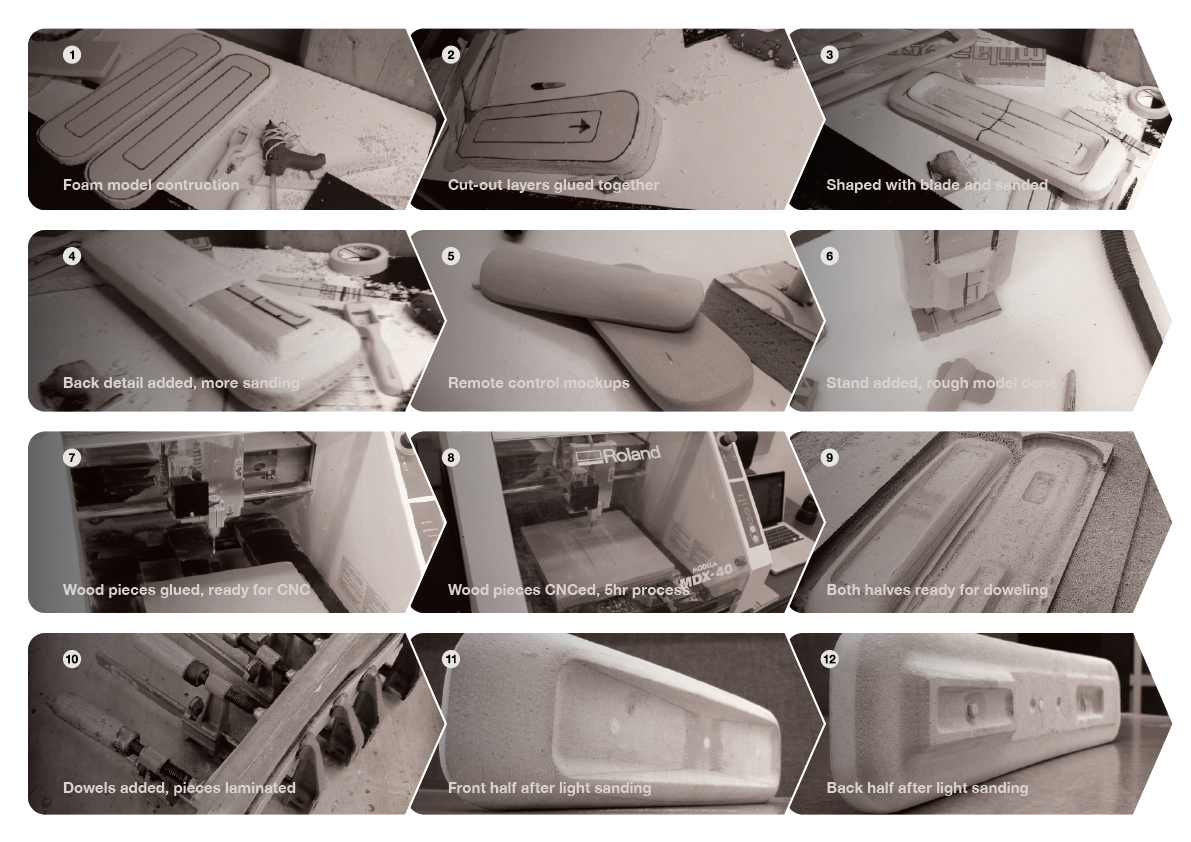 1
Foam model contruction
2
Cut-out layers glued together
3
Shaped with blade and sanded
4
Back detail added, more sanding
5
Remote control mockups
6
Stand added, rough model done
7
Wood pieces glued, ready for CNC
8
Roland
MODELA
MDX-40
Wood pieces CNCed, 5hr process
9
Both halves ready for doweling
10
Dowels added, pieces laminated
11
Front half after light sanding
12
Back half after light sanding